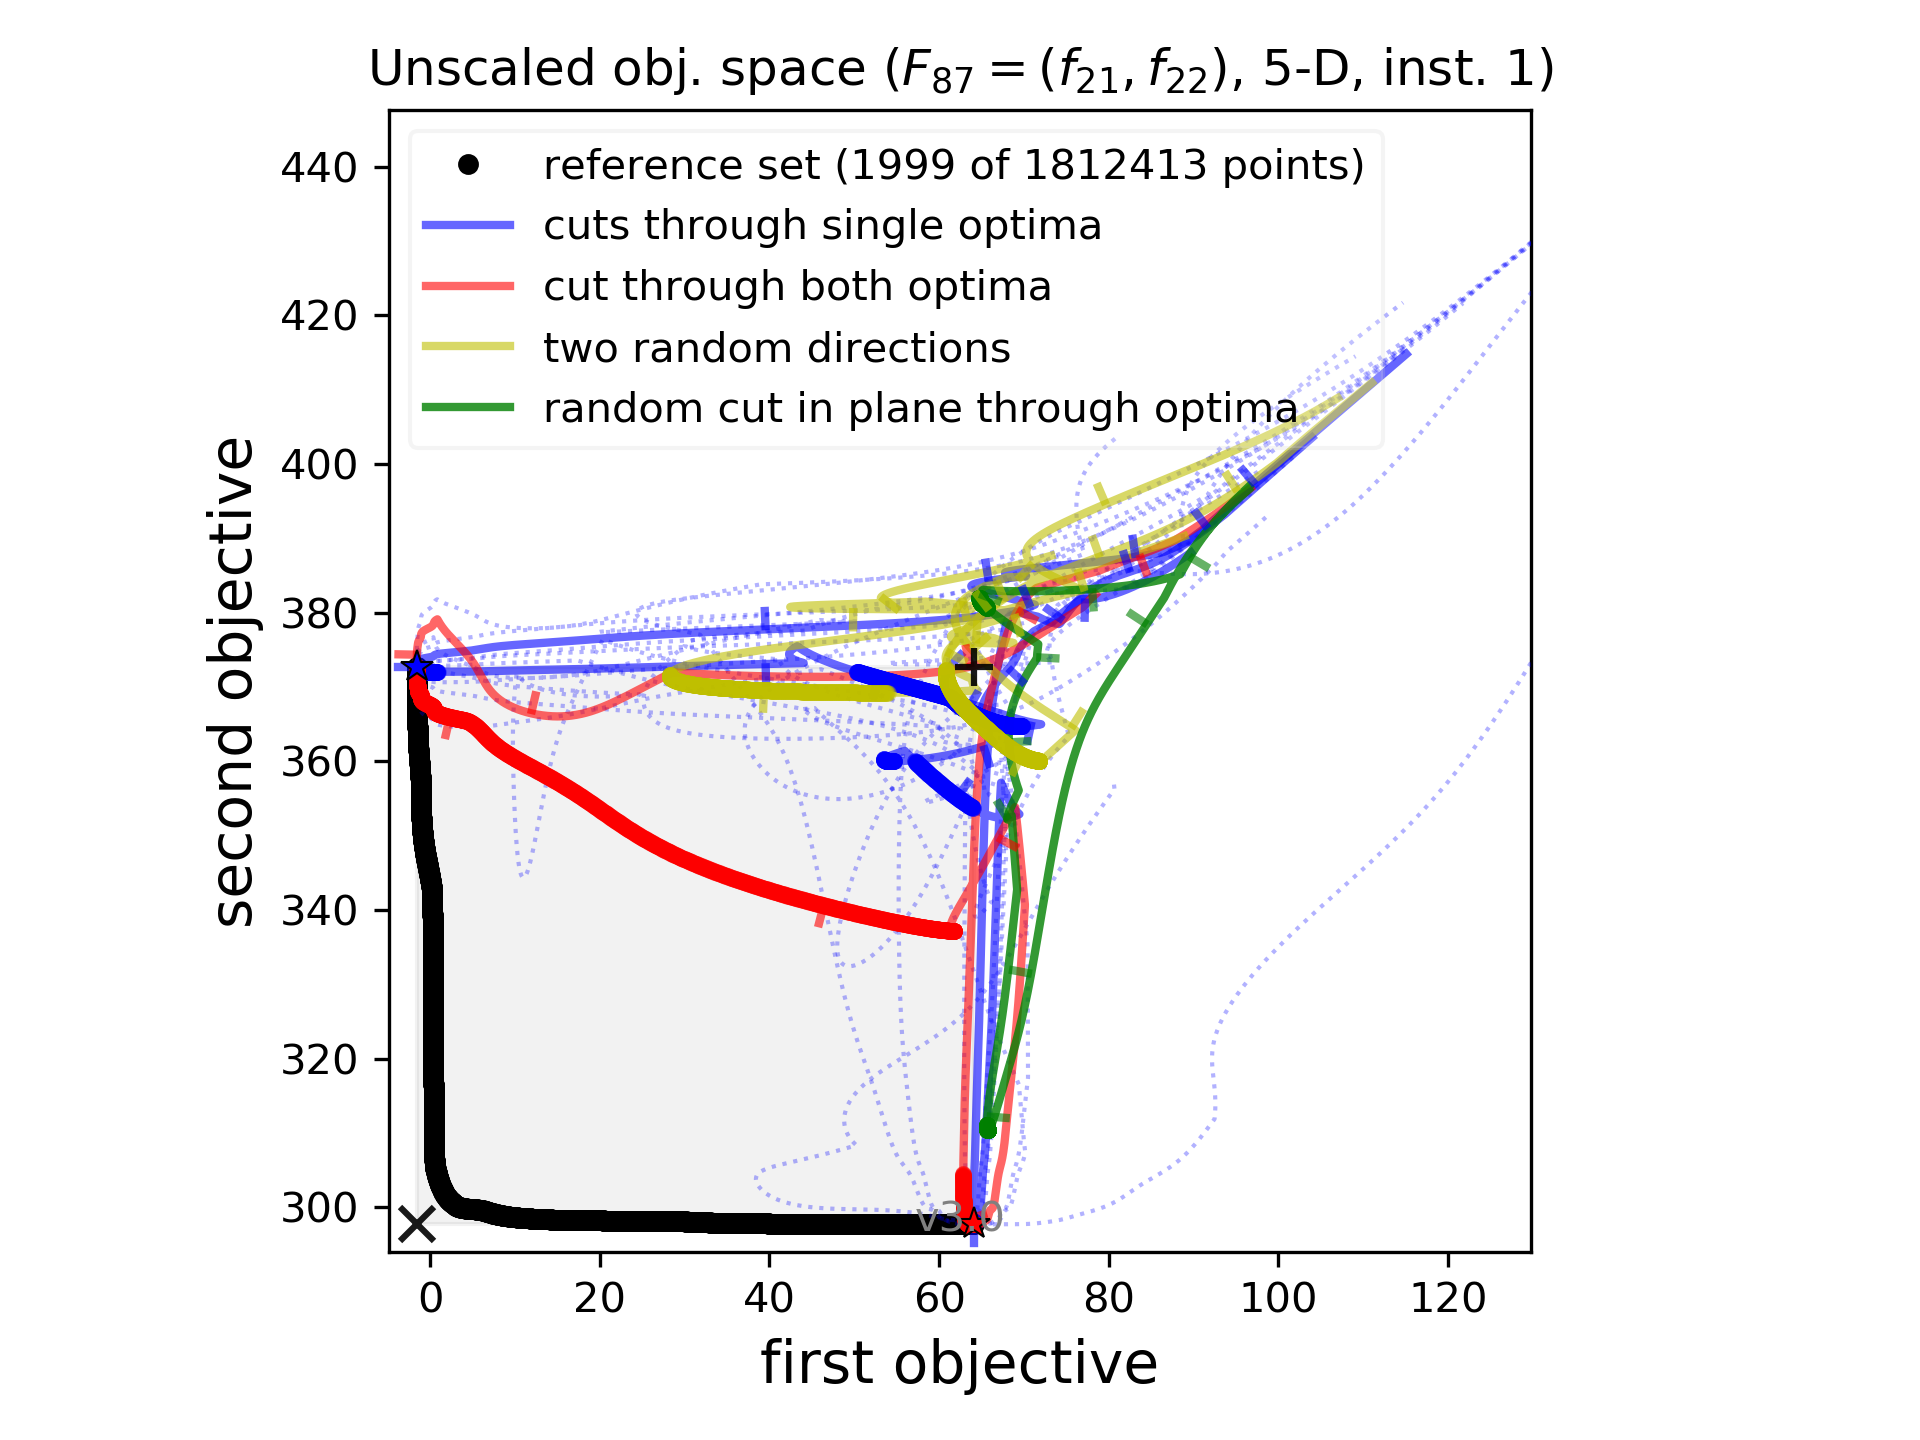 Unscaled obj. space (F₈₇ = (f₂₁, f₂₂), 5-D, inst. 1)
reference set (1999 of 1812413 points)
cuts through single optima
cut through both optima
two random directions
random cut in plane through optima
second objective
440
420
400
380
360
340
320
300
v3.0
0 20 40 60 80 100 120
first objective